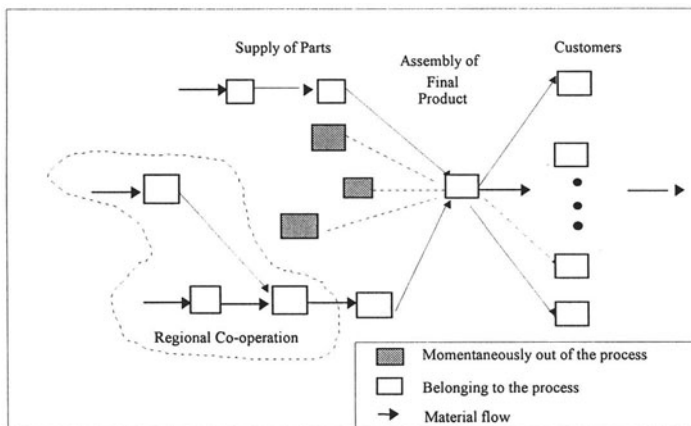 Supply of Parts
Assembly of
Final
Product
Customers
Regional Co-operation
Momentaneously out of the process
Belonging to the process
Material flow